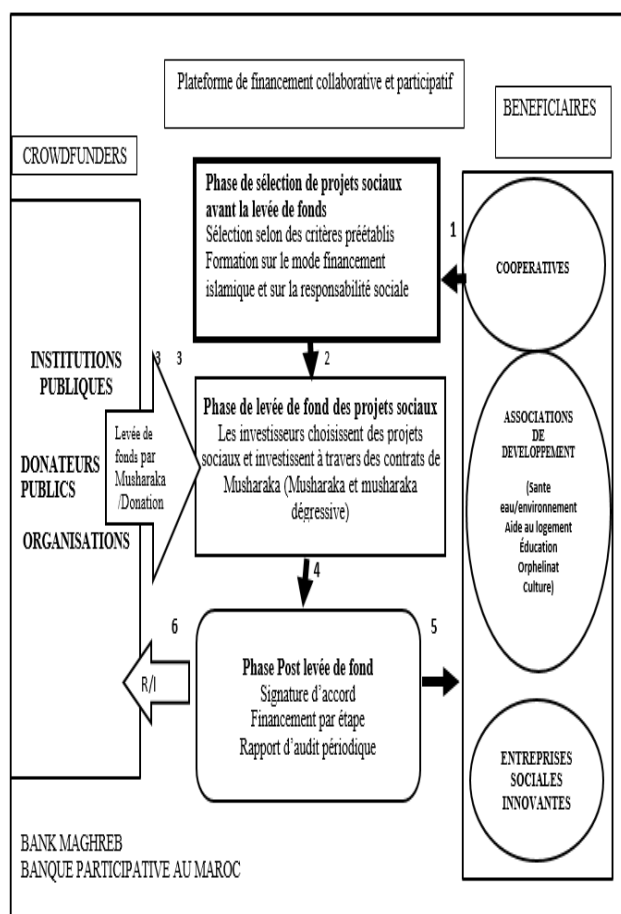 Plateforme de financement collaborative et participatif
BENEFICIAIRES
CROWDFUNDERS
Phase de sélection de projets sociaux
avant la levée de fonds
Sélection selon des critères préétablis
Formation sur le mode financement
islamique et sur la responsabilité sociale
1
COOPERATIVES
2
INSTITUTIONS
PUBLIQUES
DONATEURS
PUBLICS
ORGANISATIONS
3 3
Levée de
fonds par
Musharaka
/Donation
Phase de levée de fond des projets sociaux
Les investisseurs choisissent des projets
sociaux et investissent à travers des contrats de
Musharaka (Musharaka et musharaka
dégressive)
ASSOCIATIONS
DE
DEVELOPPEMENT
(Sante
eau/environnement
Aide au logement
Éducation
Orphelinat
Culture)
4
6
5
R/I
Phase Post levée de fond
Signature d'accord
Financement par étape
Rapport d'audit périodique
ENTREPRISES
SOCIALES
INNOVANTES
BANK MAGHREB
BANQUE PARTICIPATIVE AU MAROC